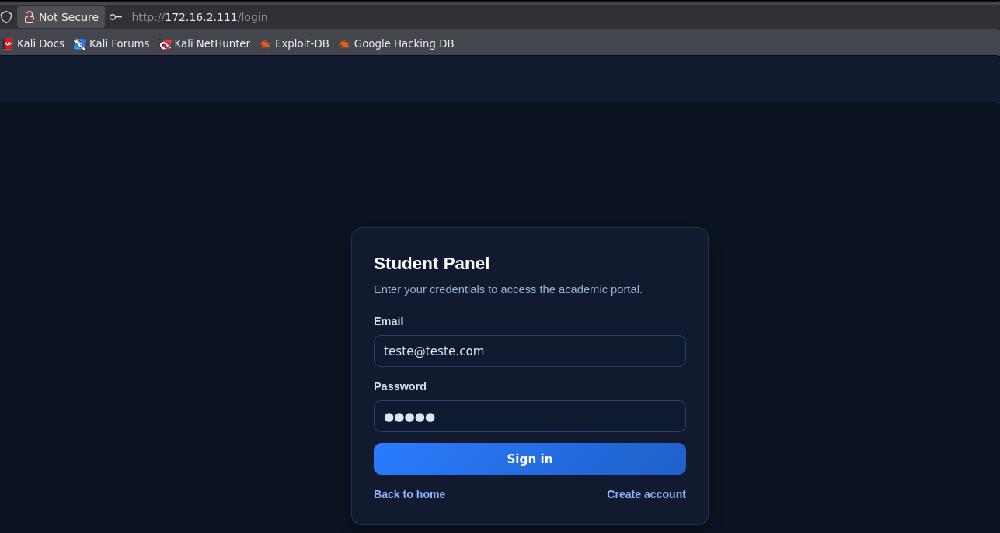 Not Secure http://172.16.2.111/login
Kali Docs Kali Forums Kali NetHunter Exploit-DB Google Hacking DB
Student Panel
Enter your credentials to access the academic portal.
Email
teste@teste.com
Password
●●●●●
Sign in
Back to home Create account